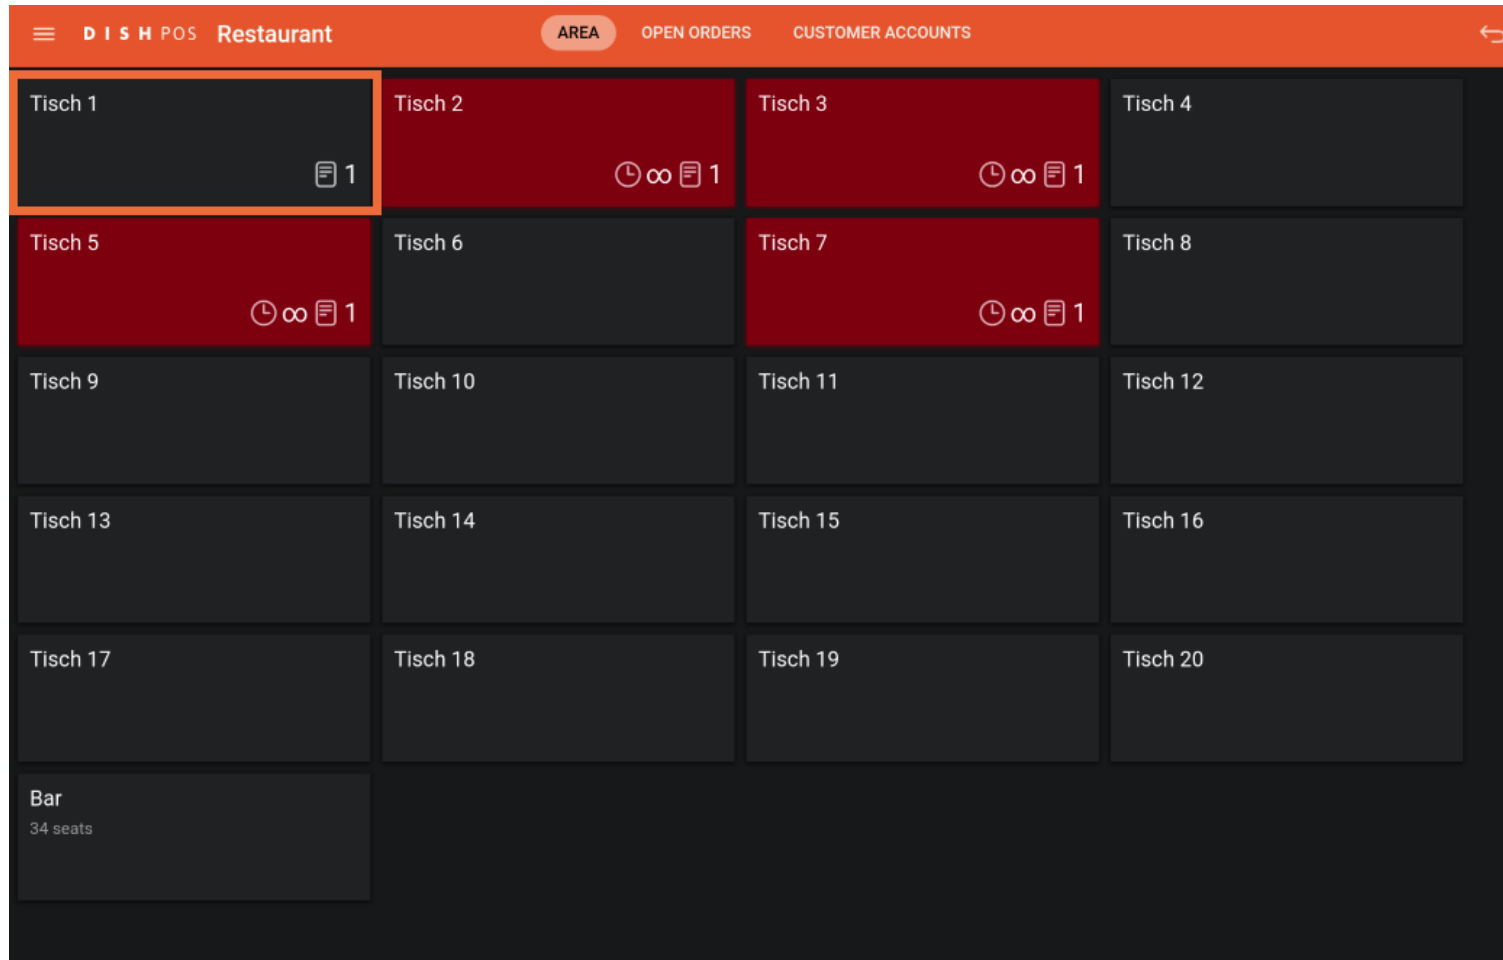 DISH POS Restaurant AREA OPEN ORDERS CUSTOMER ACCOUNTS
Tisch 1
1
Tisch 2
∞ 1
Tisch 3
∞ 1
Tisch 4
Tisch 5
∞ 1
Tisch 6
Tisch 7
∞ 1
Tisch 8
Tisch 9
Tisch 10
Tisch 11
Tisch 12
Tisch 13
Tisch 14
Tisch 15
Tisch 16
Tisch 17
Tisch 18
Tisch 19
Tisch 20
Bar
34 seats